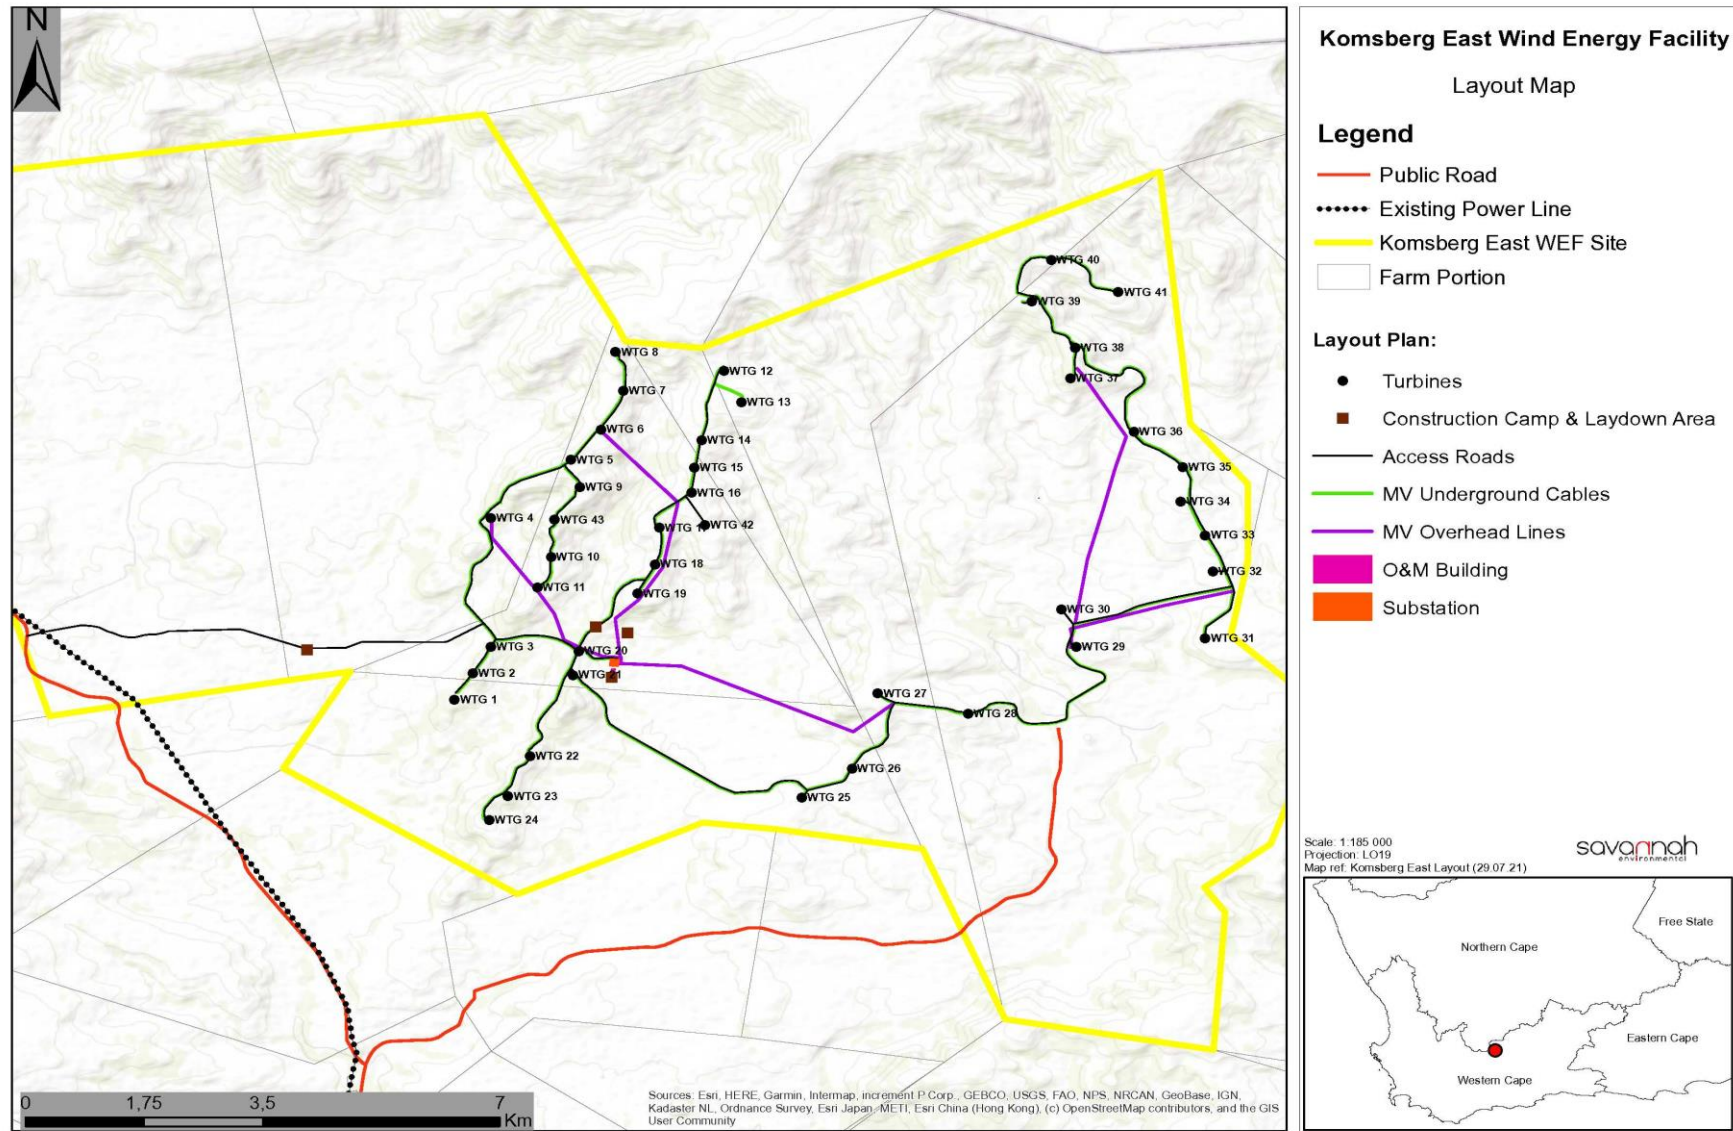 N
Komsberg East Wind Energy Facility
Layout Map
Legend
Public Road
Existing Power Line
Komsberg East WEF Site
Farm Portion
Layout Plan:
Turbines
Construction Camp & Laydown Area
Access Roads
MV Underground Cables
MV Overhead Lines
O&M Building
Substation
WTG 40
WTG 41
WTG 39
WTG 38
WTG 37
WTG 8
WTG 12
WTG 7
WTG 13
WTG 6
WTG 36
WTG 14
WTG 5
WTG 15
WTG 35
WTG 9
WTG 16
WTG 34
WTG 4
WTG 43
WTG 42
WTG 33
WTG 10
WTG 18
WTG 32
WTG 11
WTG 19
WTG 30
WTG 31
WTG 3
WTG 20
WTG 29
WTG 2
WTG 21
WTG 27
WTG 1
WTG 28
WTG 22
WTG 26
WTG 23
WTG 25
WTG 24
Scale: 1:185 000
Projection: LO19
Map ref: Komsberg East Layout (29.07.21)
savannah
environmental
Free State
Northern Cape
Eastern Cape
Western Cape
0 1,75 3,5 7
Km
Sources: Esri, HERE, Garmin, Intermap, increment P Corp., GEBCO, USGS, FAO, NPS, NRCAN, GeoBase, IGN,
Kadaster NL, Ordnance Survey, Esri Japan, METI, Esri China (Hong Kong), (c) OpenStreetMap contributors, and the GIS
User Community